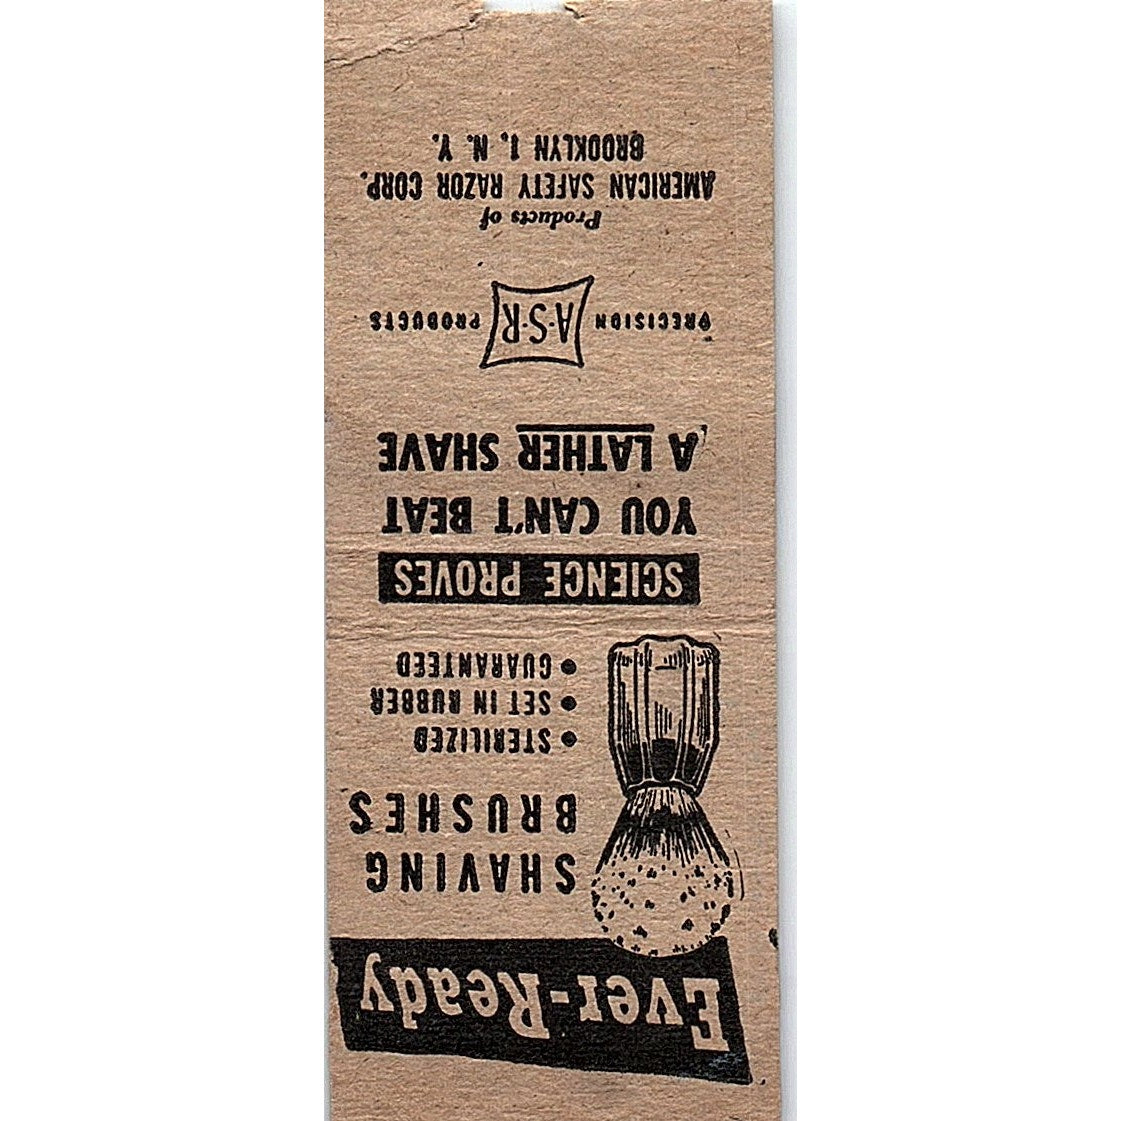 Ever-Ready
SHAVING
BRUSHES
• STERILIZED
• SET IN RUBBER
• GUARANTEED
SCIENCE PROVES
YOU CAN'T BEAT
A LATHER SHAVE
PRECISION A·S·R PRODUCTS
Products of
AMERICAN SAFETY RAZOR CORP.
BROOKLYN 1, N. Y.